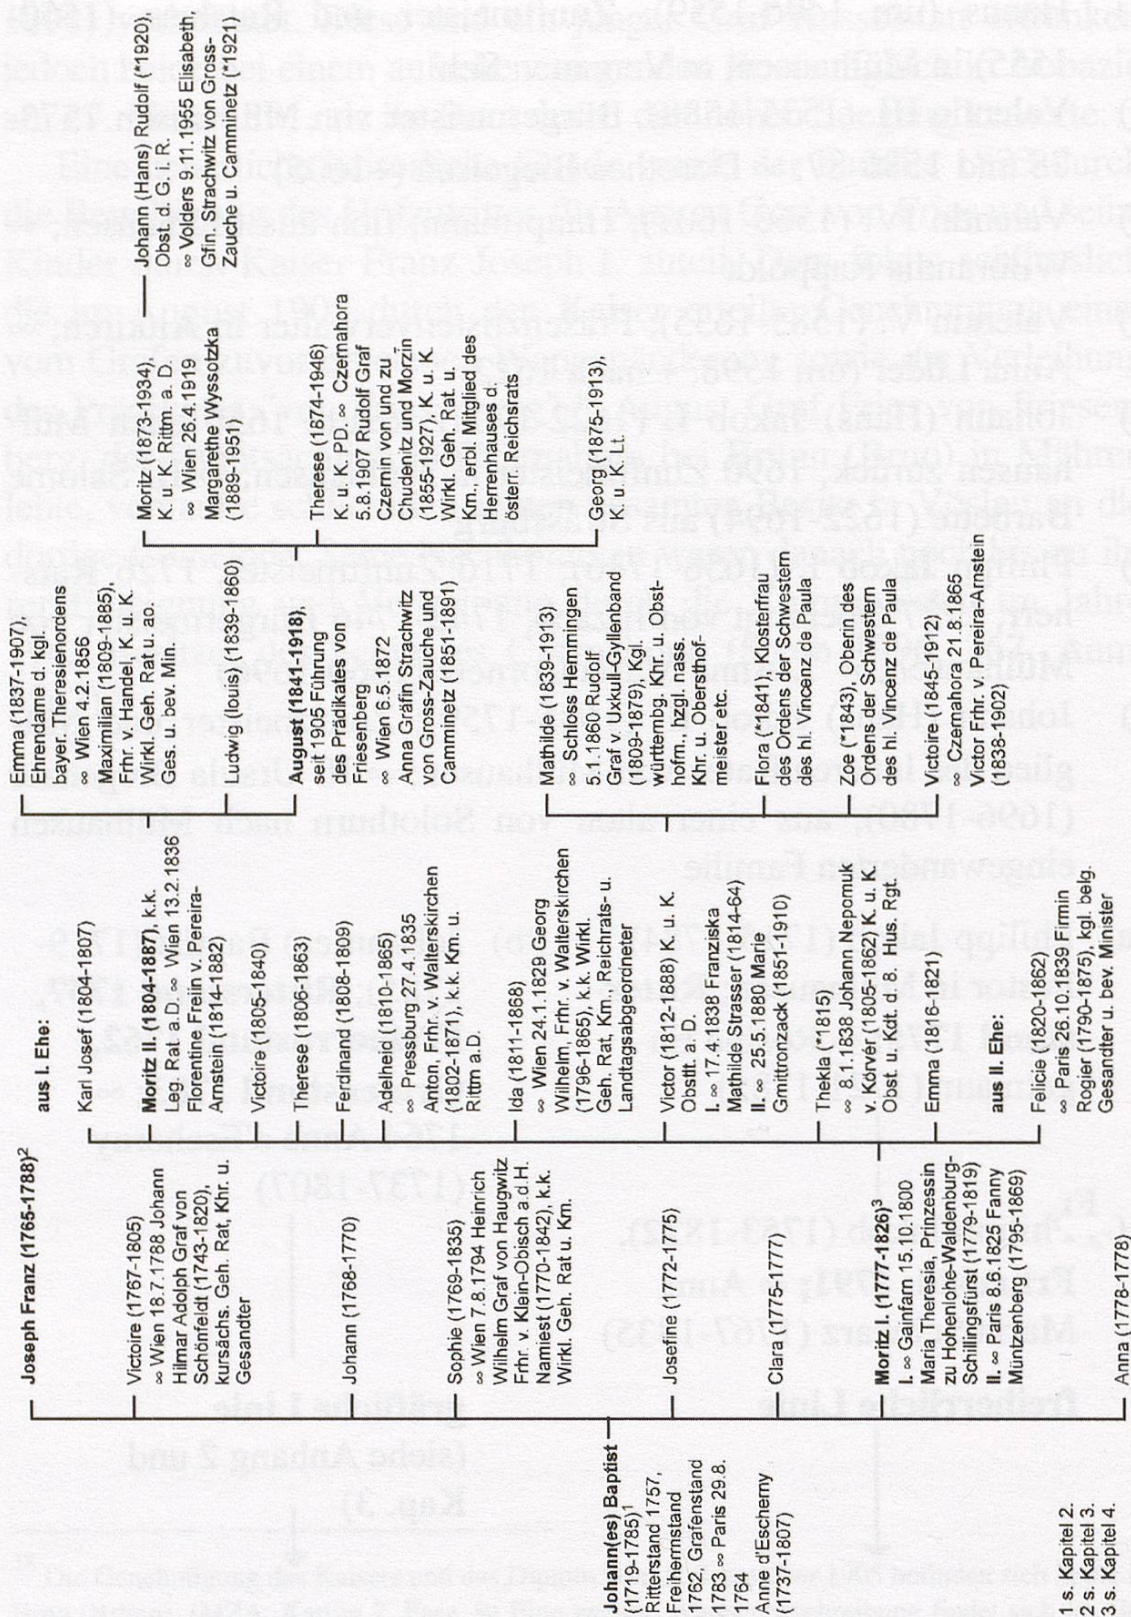 Johann(es) Baptist
(1719-1785)¹
Ritterstand 1757,
Freiherrnstand
1762, Grafenstand
1783 ∞ Paris 29.8.
1764
Anne d'Escherny
(1737-1807)
1 s. Kapitel 2.
2 s. Kapitel 3.
3 s. Kapitel 4.
Joseph Franz (1765-1788)²
Victoire (1767-1805)
∞ Wien 18.7.1788 Johann
Hilmar Adolph Graf von
Schönfeldt (1743-1820),
kursächs. Geh. Rat, Khr. u.
Gesandter
Johann (1768-1770)
Sophie (1769-1835)
∞ Wien 7.8.1794 Heinrich
Wilhelm Graf von Haugwitz
Frhr. v. Klein-Obisch a.d.H.
Namiest (1770-1842), k.k.
Wirkl. Geh. Rat u. Km.
Josefine (1772-1775)
Clara (1775-1777)
Moritz I. (1777-1826)³
I. ∞ Gainfarn 15.10.1800
Maria Theresia, Prinzessin
zu Hohenlohe-Waldenburg-
Schillingsfürst (1779-1819)
II. ∞ Paris 8.6.1825 Fanny
Müntzenberg (1795-1869)
Anna (1778-1778)
aus I. Ehe:
Karl Josef (1804-1807)
Moritz II. (1804-1887), k.k.
Leg. Rat a.D. ∞ Wien 13.2.1836
Florentine Freiin v. Pereira-
Arnstein (1814-1882)
Victoire (1805-1840)
Therese (1806-1863)
Ferdinand (1808-1809)
Adelheid (1810-1865)
∞ Pressburg 27.4.1835
Anton, Frhr. v. Walterskirchen
(1802-1871), k.k. Km. u.
Rittm a.D.
Ida (1811-1868)
∞ Wien 24.1.1829 Georg
Wilhelm, Frhr. v. Walterskirchen
(1796-1865), k.k. Wirkl.
Geh. Rat, Km., Reichrats- u.
Landtagsabgeordneter
Victor (1812-1888) K. u. K.
Obsttt. a. D.
I. ∞ 17.4.1838 Franziska
Mathilde Strasser (1814-64)
II. ∞ 25.5.1880 Marie
Gmittrontzack (1851-1910)
Thekla (*1815)
∞ 8.1.1838 Johann Nepomuk
v. Körvér (1805-1862) K. u. K.
Obst. u. Kdt. d. 8. Hus. Rgt.
Emma (1816-1821)
aus II. Ehe:
Felicie (1820-1862)
∞ Paris 26.10.1839 Firmin
Rogier (1790-1875), kgl. belg.
Gesandter u. bev. Minister
Emma (1837-1907),
Ehrendame d. kgl.
bayer. Theresienordens
∞ Wien 4.2.1856
Maximilian (1809-1885),
Frhr. v. Handel, K. u. K.
Wirkl. Geh. Rat u. ao.
Ges. u. bev. Min.
Ludwig (Louis) (1839-1860)
August (1841-1918),
seit 1905 Führung
des Prädikates von
Friesenberg
∞ Wien 6.5.1872
Anna Gräfin Strachwitz
von Gross-Zauche und
Camminetz (1851-1891)
Mathilde (1839-1913)
∞ Schloss Hemmingen
5.1.1860 Rudolf
Graf v Uxkull-Gyllenband
(1809-1879), Kgl.
Württembg. Khr. u. Obst-
hofm., hzgl. nass.
Khr. u. Obersthof-
meister etc.
Flora (*1841), Klosterfrau
des Ordens der Schwestern
des hl. Vincenz de Paula
Zoe (*1843), Oberin des
Ordens der Schwestern
des hl. Vincenz de Paula
Victoire (1845-1912)
∞ Czernahora 21.8.1865
Victor Frhr. v. Pereira-Arnstein
(1838-1902)
Moritz (1873-1934),
K. u. K. Rittm. a. D.
∞ Wien 26.4.1919
Margarethe Wyssotzka
(1889-1951)
Therese (1874-1946)
K. u. K. PD. ∞ Czernahora
5.8.1907 Rudolf Graf
Czernin von und zu
Chudenitz und Morzin
(1855-1927), K. u. K.
Wirkl. Geh. Rat u.
Km. erbl. Mitglied des
Herrenhauses d.
österr. Reichsrats
Georg (1875-1913),
K. u. K. Lt.
Johann (Hans) Rudolf (*1920)
Obst. d. G. i. R.
∞ Volders 9.11.1955 Elisabeth,
Gfin. Strachwitz von Gross-
Zauche u. Camminetz (*1921)